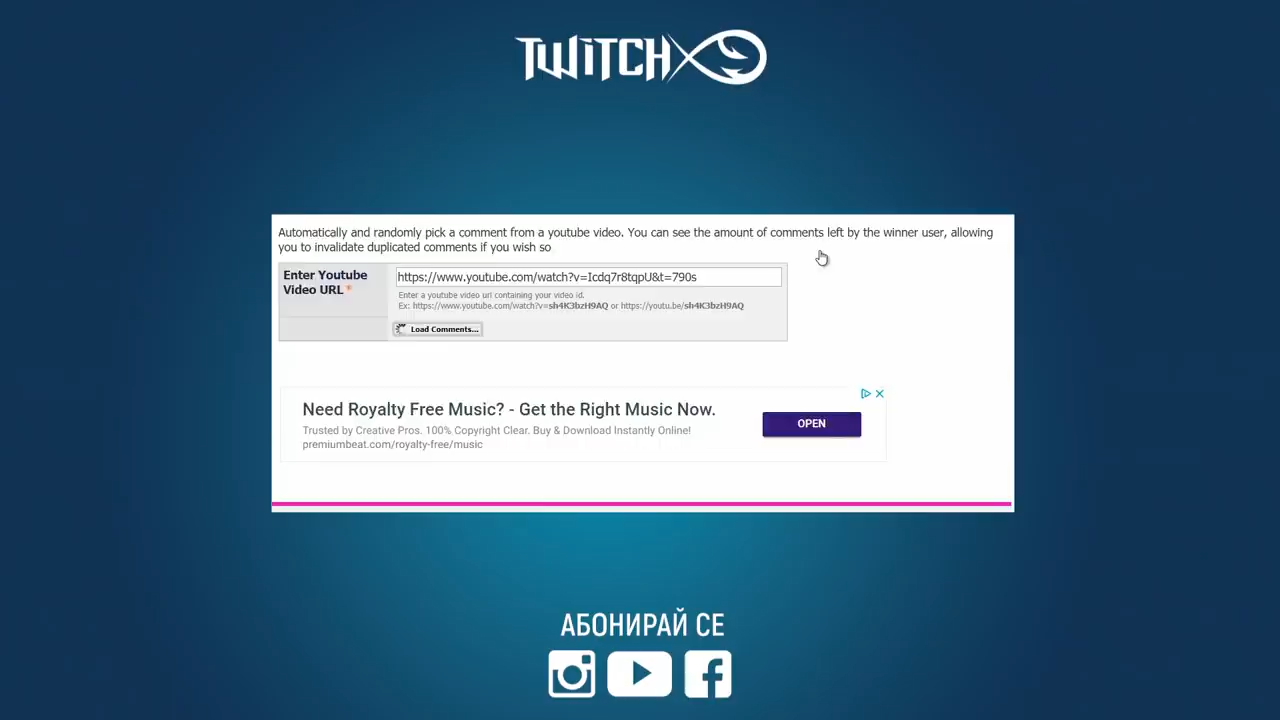 TWITCH
Automatically and randomly pick a comment from a youtube video. You can see the amount of comments left by the winner user, allowing
you to invalidate duplicated comments if you wish so
Enter Youtube
Video URL *
https://www.youtube.com/watch?v=Icdq7r8tqpU&t=790s
Enter a youtube video url containing your video id.
Ex: https://www.youtube.com/watch?v=sh4K3bzH9AQ or https://youtu.be/sh4K3bzH9AQ
Load Comments...
Need Royalty Free Music? - Get the Right Music Now.
Trusted by Creative Pros. 100% Copyright Clear. Buy & Download Instantly Online!
premiumbeat.com/royalty-free/music
OPEN
АБОНИРАЙ СЕ